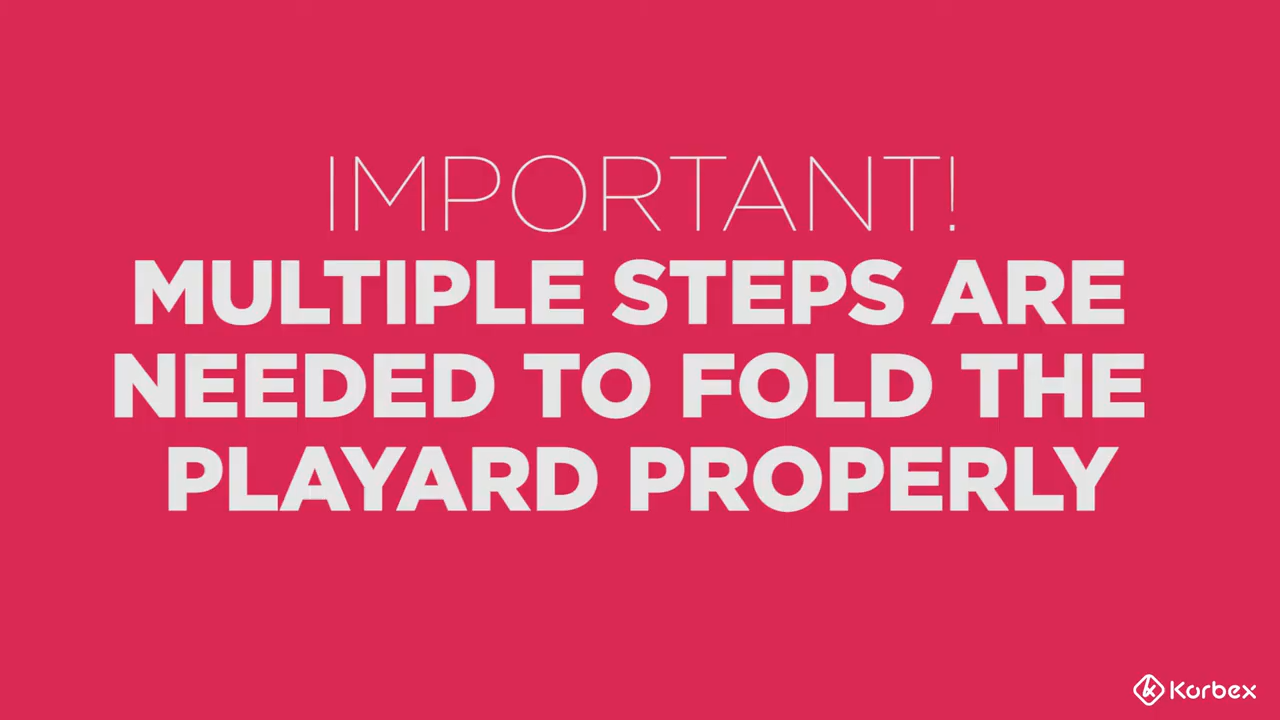 IMPORTANT!
MULTIPLE STEPS ARE
NEEDED TO FOLD THE
PLAYARD PROPERLY
Korbex